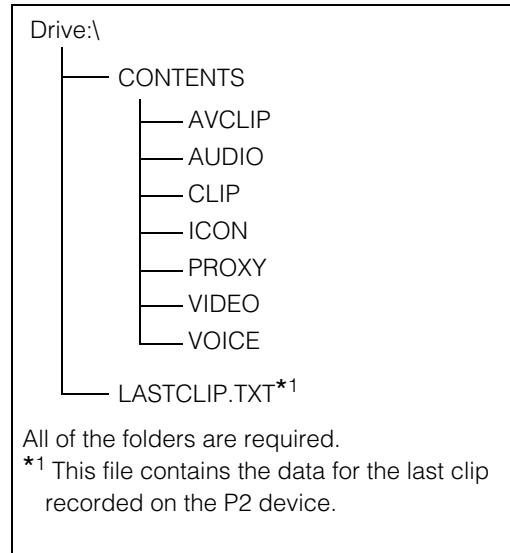 Drive:\
CONTENTS
AVCLIP
AUDIO
CLIP
ICON
PROXY
VIDEO
VOICE
LASTCLIP.TXT*1
All of the folders are required.
*1 This file contains the data for the last clip
recorded on the P2 device.